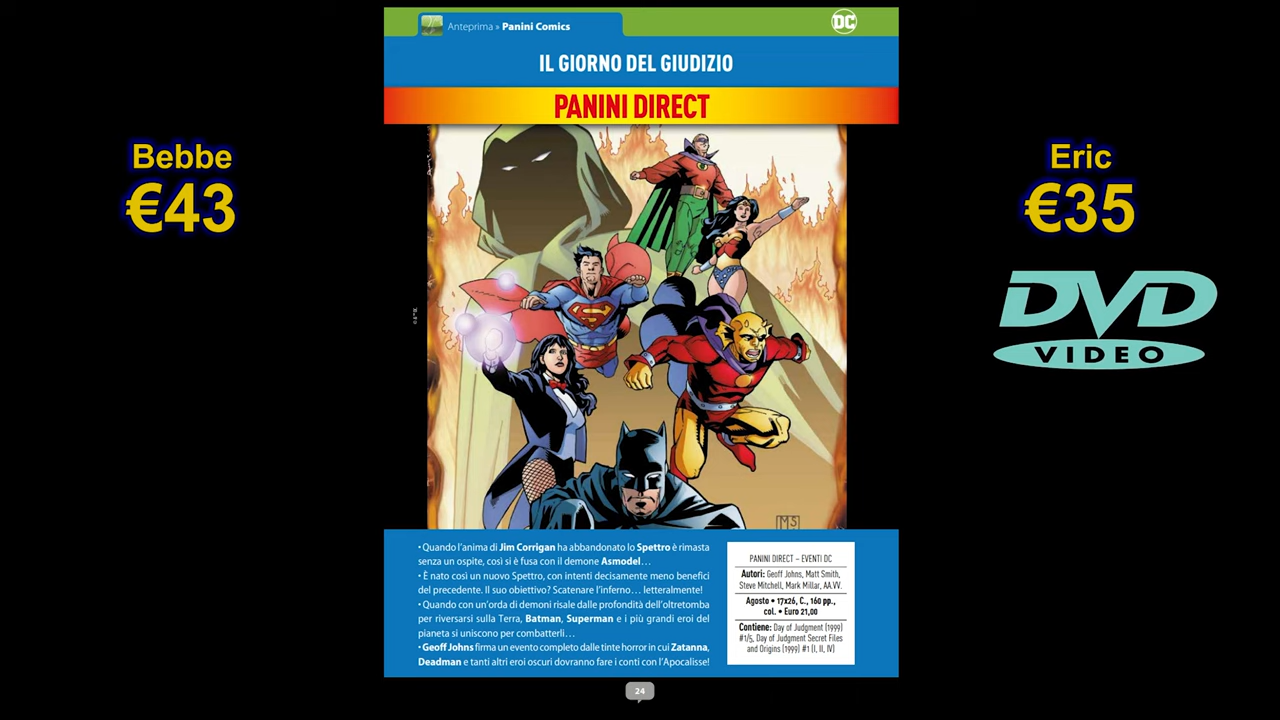 Anteprima » Panini Comics
DC
IL GIORNO DEL GIUDIZIO
PANINI DIRECT
Bebbe
€43
Eric
€35
DVD
VIDEO
S
MS
• Quando l'anima di Jim Corrigan ha abbandonato lo Spettro è rimasta
senza un ospite, così si è fusa con il demone Asmodel…
• È nato così un nuovo Spettro, con intenti decisamente meno benefici
del precedente. Il suo obiettivo? Scatenare l'inferno… letteralmente!
• Quando con un'orda di demoni risale dalle profondità dell'oltretomba
per riversarsi sulla Terra, Batman, Superman e i più grandi eroi del
pianeta si uniscono per combatterli…
• Geoff Johns firma un evento completo dalle tinte horror in cui Zatanna,
Deadman e tanti altri eroi oscuri dovranno fare i conti con l'Apocalisse!
PANINI DIRECT – EVENTI DC
Autori: Geoff Johns, Matt Smith,
Steve Mitchell, Mark Millar, AA.VV.
Agosto • 17x26, C., 160 pp.,
col. • Euro 21,00
Contiene: Day of Judgment (1999)
#1/5, Day of Judgment Secret Files
and Origins (1999) #1 (I, II, IV)
24